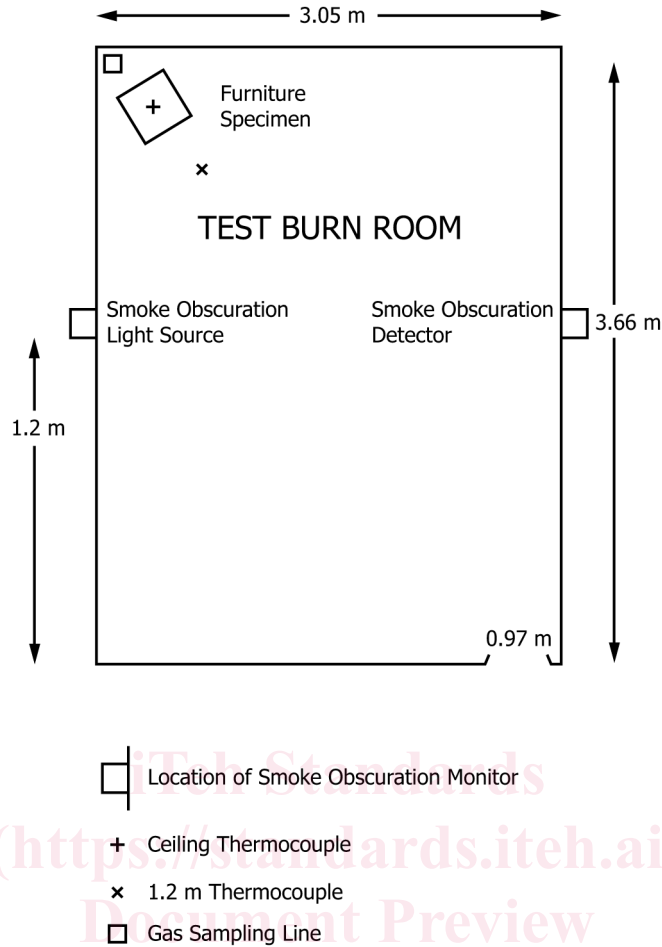 3.05 m
Furniture
Specimen
TEST BURN ROOM
Smoke Obscuration
Light Source
Smoke Obscuration
Detector
3.66 m
1.2 m
0.97 m
Location of Smoke Obscuration Monitor
iTeh Standards
Ceiling Thermocouple
(https://standards.iteh.ai
1.2 m Thermocouple
Document Preview
Gas Sampling Line